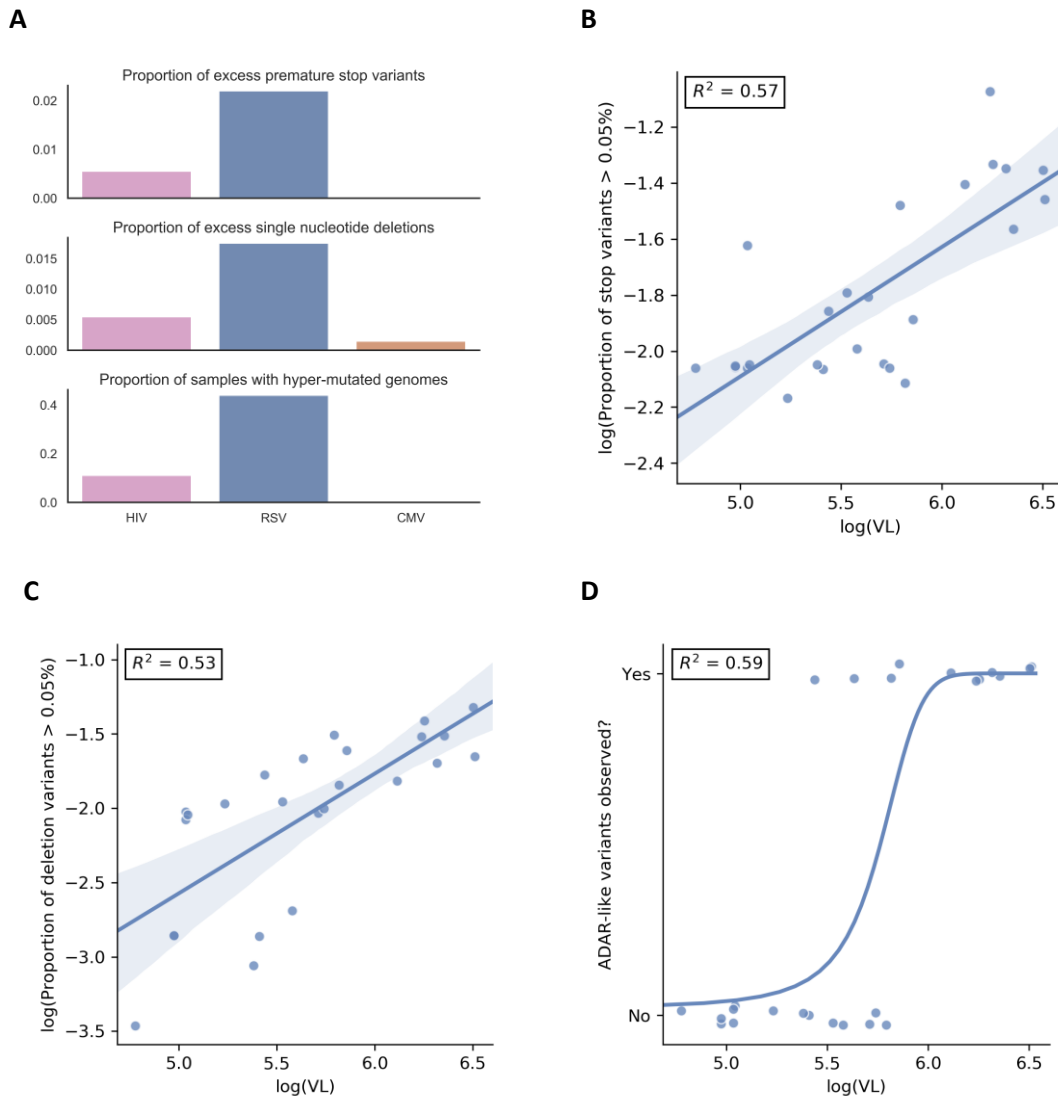 A
Proportion of excess premature stop variants
0.02
0.01
0.00
Proportion of excess single nucleotide deletions
0.015
0.010
0.005
0.000
Proportion of samples with hyper-mutated genomes
0.4
0.2
0.0
HIV RSV CMV
B
R² = 0.57
log(Proportion of stop variants > 0.05%)
−1.2
−1.4
−1.6
−1.8
−2.0
−2.2
−2.4
5.0 5.5 6.0 6.5
log(VL)
C
R² = 0.53
log(Proportion of deletion variants > 0.05%)
−1.0
−1.5
−2.0
−2.5
−3.0
−3.5
5.0 5.5 6.0 6.5
log(VL)
D
R² = 0.59
ADAR-like variants observed?
Yes
No
5.0 5.5 6.0 6.5
log(VL)